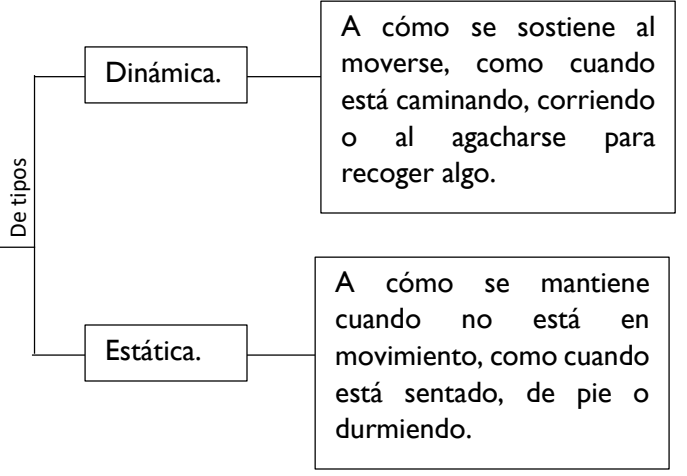 De tipos
Dinámica.
A cómo se sostiene al
moverse, como cuando
está caminando, corriendo
o al agacharse para
recoger algo.
Estática.
A cómo se mantiene
cuando no está en
movimiento, como cuando
está sentado, de pie o
durmiendo.